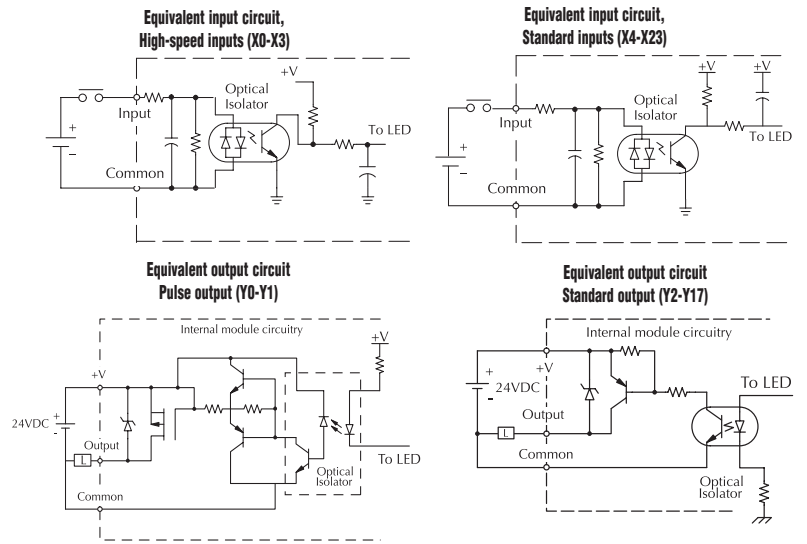 Equivalent input circuit,
High-speed inputs (X0-X3)
+V
Optical
Isolator
Input
To LED
+
-
Common
Equivalent input circuit,
Standard inputs (X4-X23)
+V
+V
Optical
Isolator
Input
To LED
+
-
Common
Equivalent output circuit
Pulse output (Y0-Y1)
Internal module circuitry
+V
+V
24VDC
+
-
Output
L
To LED
Optical
Isolator
Common
Equivalent output circuit
Standard output (Y2-Y17)
Internal module circuitry
+V
+
24VDC
-
To LED
Output
L
Common
Optical
Isolator